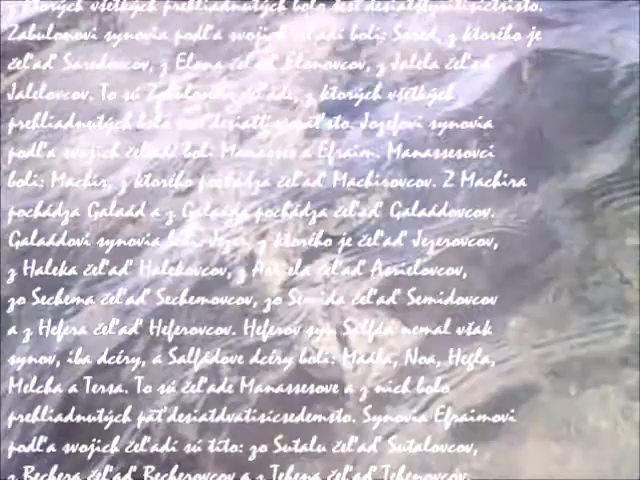 z ktorých všetkých prehliadnutých bolo šesťdesiatštyritisíctristo.
Zabulonovi synovia podľa svojich čeľadí boli: Sared, z ktorého je
čeľaď Saredovcov, z Elona čeľaď Elonovcov, z Jalela čeľaď
Jalelovcov. To sú Zabulonove čeľade, z ktorých všetkých
prehliadnutých bolo šesťdesiattisícpäťsto. Jozefovi synovia
podľa svojich čeľadí boli Manasses a Efraim. Manassesovci
boli: Machir, z ktorého pochádza čeľaď Machirovcov. Z Machira
pochádza Galaád a z Galaáda pochádza čeľaď Galaádovcov.
Galaádovi synovia boli: Jezer, z ktorého je čeľaď Jezerovcov,
z Haleka čeľaď Halekovcov, z Asriela čeľaď Asrielovcov,
zo Sechema čeľaď Sechemovcov, zo Semida čeľaď Semidovcov
a z Hefera čeľaď Heferovcov. Heferov syn Salfád nemal však
synov, iba dcéry, a Salfádove dcéry boli: Maála, Noa, Hegla,
Melcha a Tersa. To sú čeľade Manassesove a z nich bolo
prehliadnutých päťdesiatdvatisícsedemsto. Synovia Efraimovi
podľa svojich čeľadí sú títo: zo Sutalu čeľaď Sutalovcov,
z Bechera čeľaď Becherovcov a z Tehena čeľaď Tehenovcov.